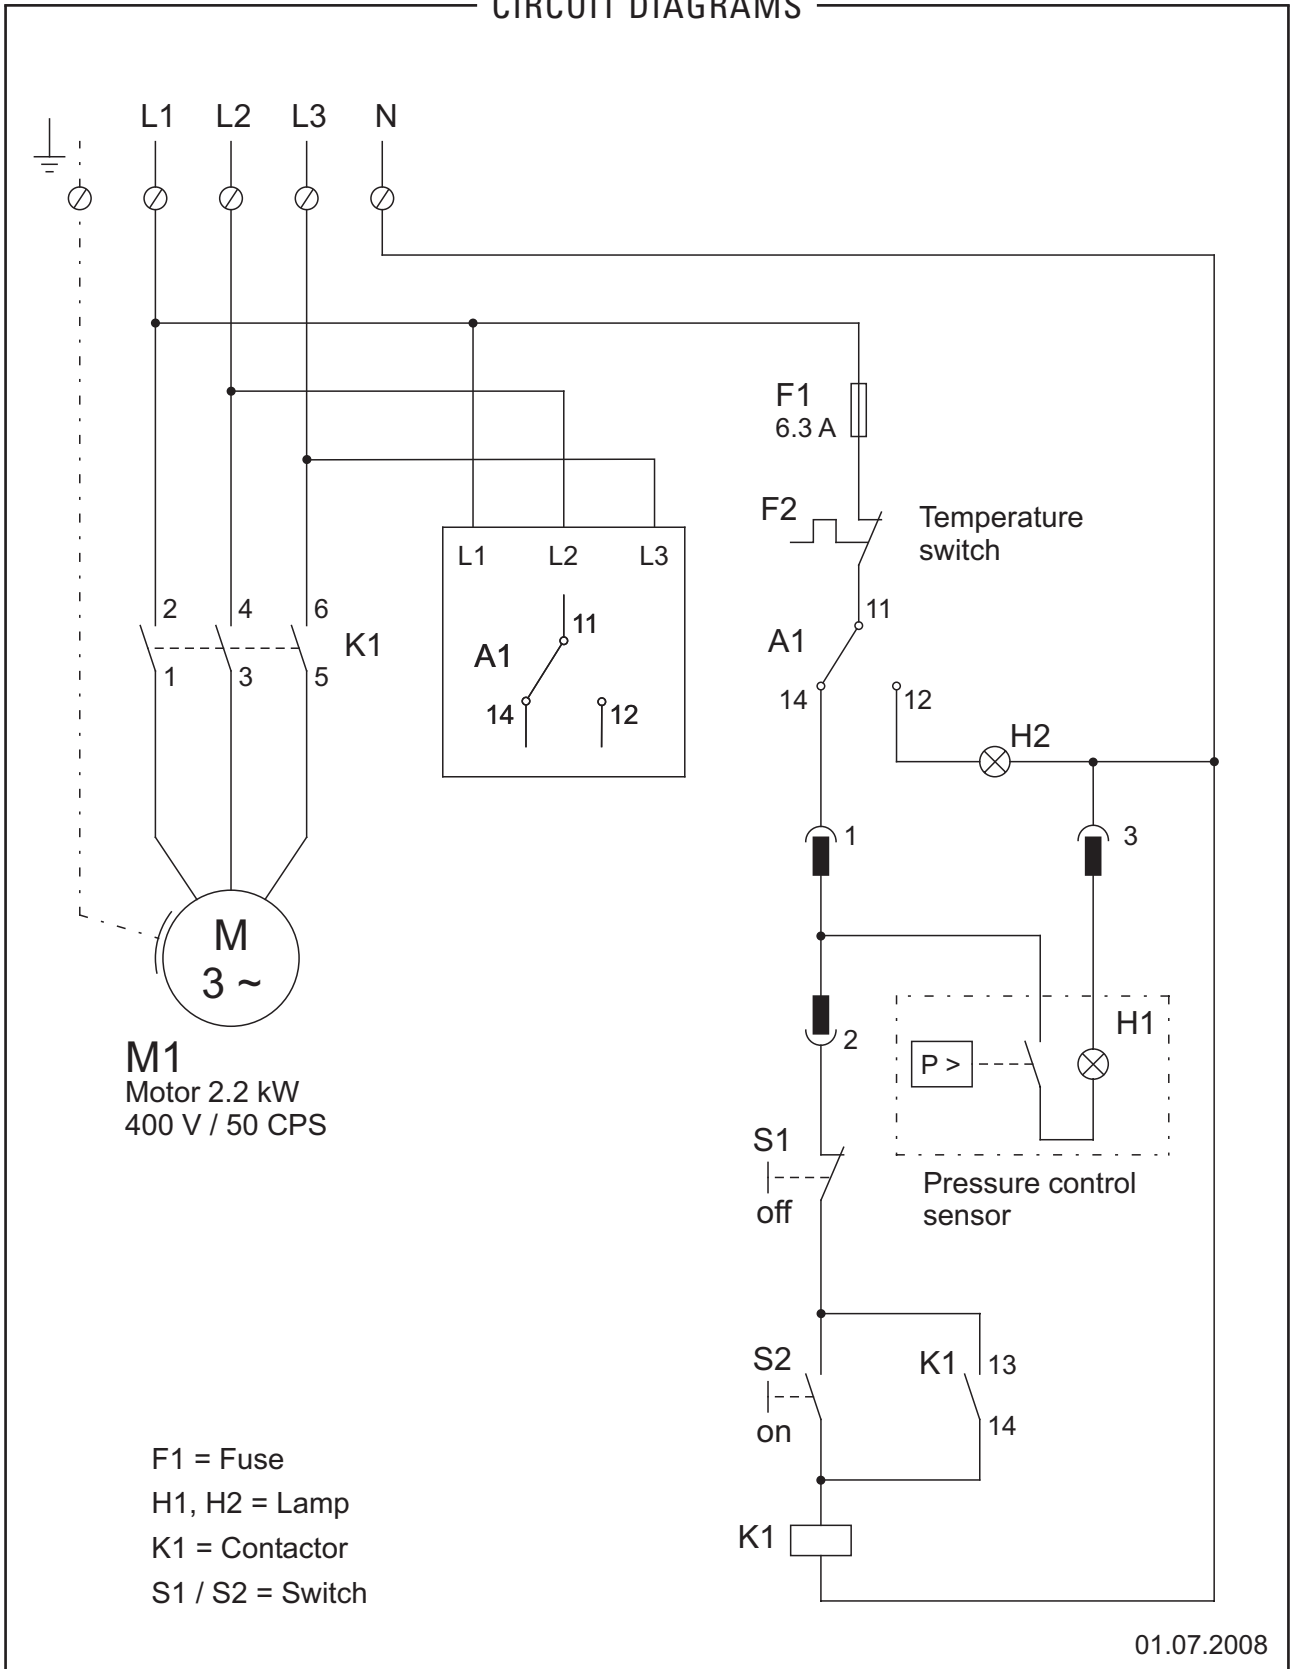 CIRCUIT DIAGRAMS
L1 L2 L3 N
F1
6.3 A
F2
Temperature
switch
L1 L2 L3
11
A1
14 12
2 4 6
K1
1 3 5
11
A1
14 12
H2
1 3
M
3 ~
M1
Motor 2.2 kW
400 V / 50 CPS
2
H1
P >
Pressure control
sensor
S1
off
S2
on
K1 13
14
K1
F1 = Fuse
H1, H2 = Lamp
K1 = Contactor
S1 / S2 = Switch
01.07.2008